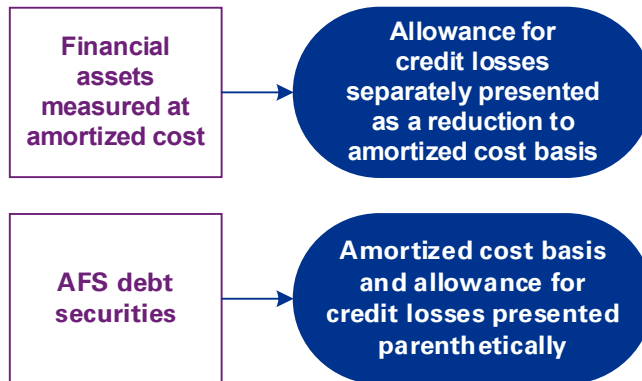 Financial
assets
measured at
amortized cost
Allowance for
credit losses
separately presented
as a reduction to
amortized cost basis
AFS debt
securities
Amortized cost basis
and allowance for
credit losses presented
parenthetically